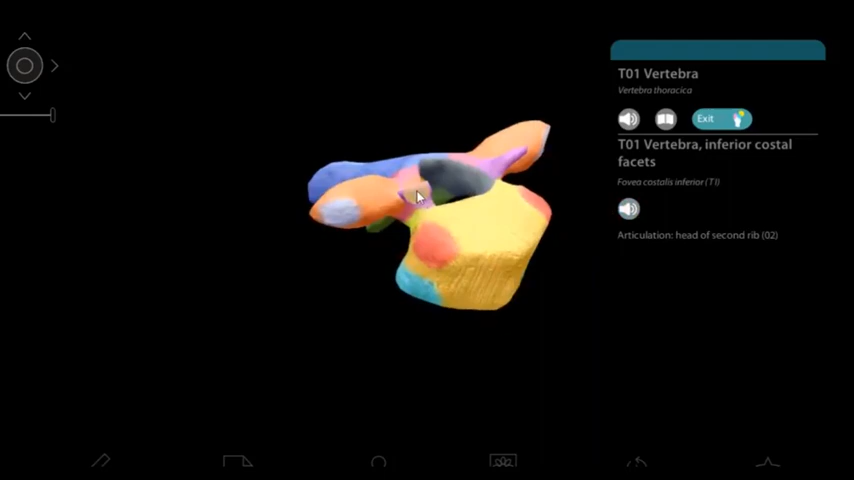 T01 Vertebra
Vertebra thoracica
Exit
T01 Vertebra, inferior costal
facets
Fovea costalis inferior (T1)
Articulation: head of second rib (02)